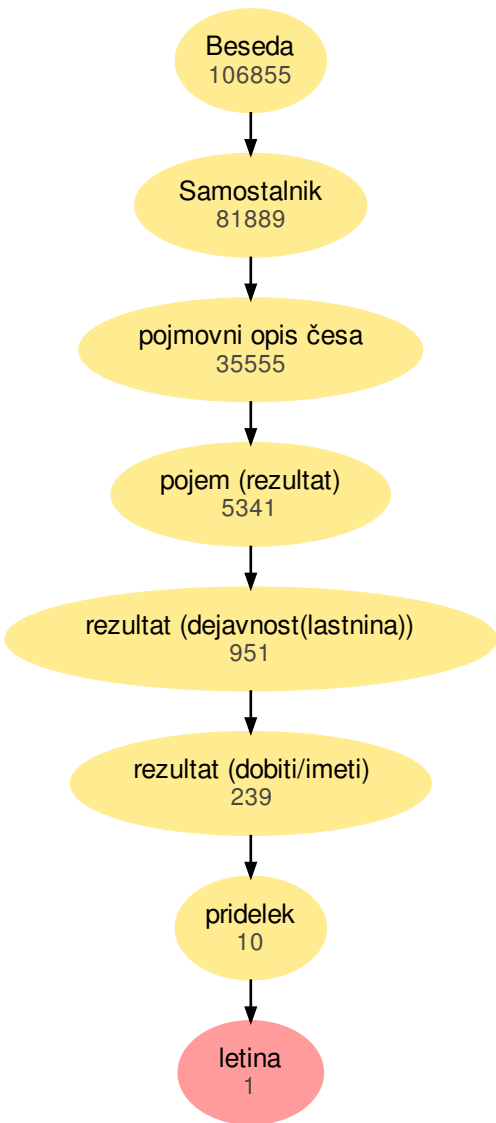 Beseda
106855
Samostalnik
81889
pojmovni opis česa
35555
pojem (rezultat)
5341
rezultat (dejavnost(lastnina))
951
rezultat (dobiti/imeti)
239
pridelek
10
letina
1